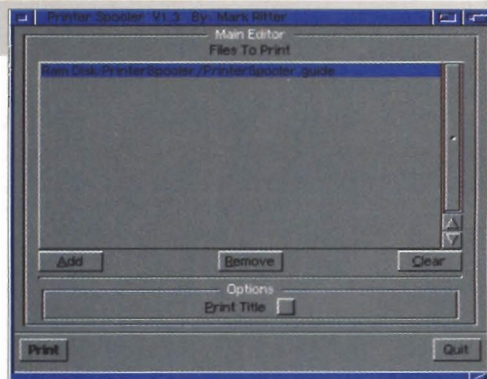 Printer Spooler V1.3 By Mark Ritter
Main Editor
Files To Print
Ram Disk:PrinterSpooler/PrinterSpooler.guide
Add
Remove
Clear
Options
Print Title
Print
Quit